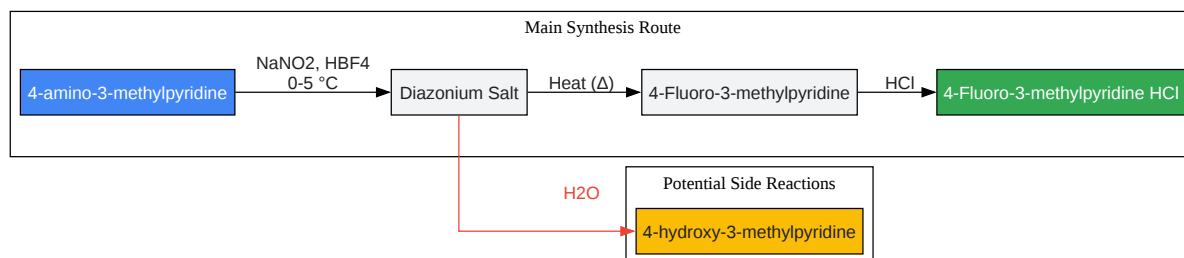 Main Synthesis Route
4-amino-3-methylpyridine
NaNO2, HBF4
0-5 °C
Diazonium Salt
Heat (Δ)
4-Fluoro-3-methylpyridine
HCl
4-Fluoro-3-methylpyridine HCl
H2O
Potential Side Reactions
4-hydroxy-3-methylpyridine